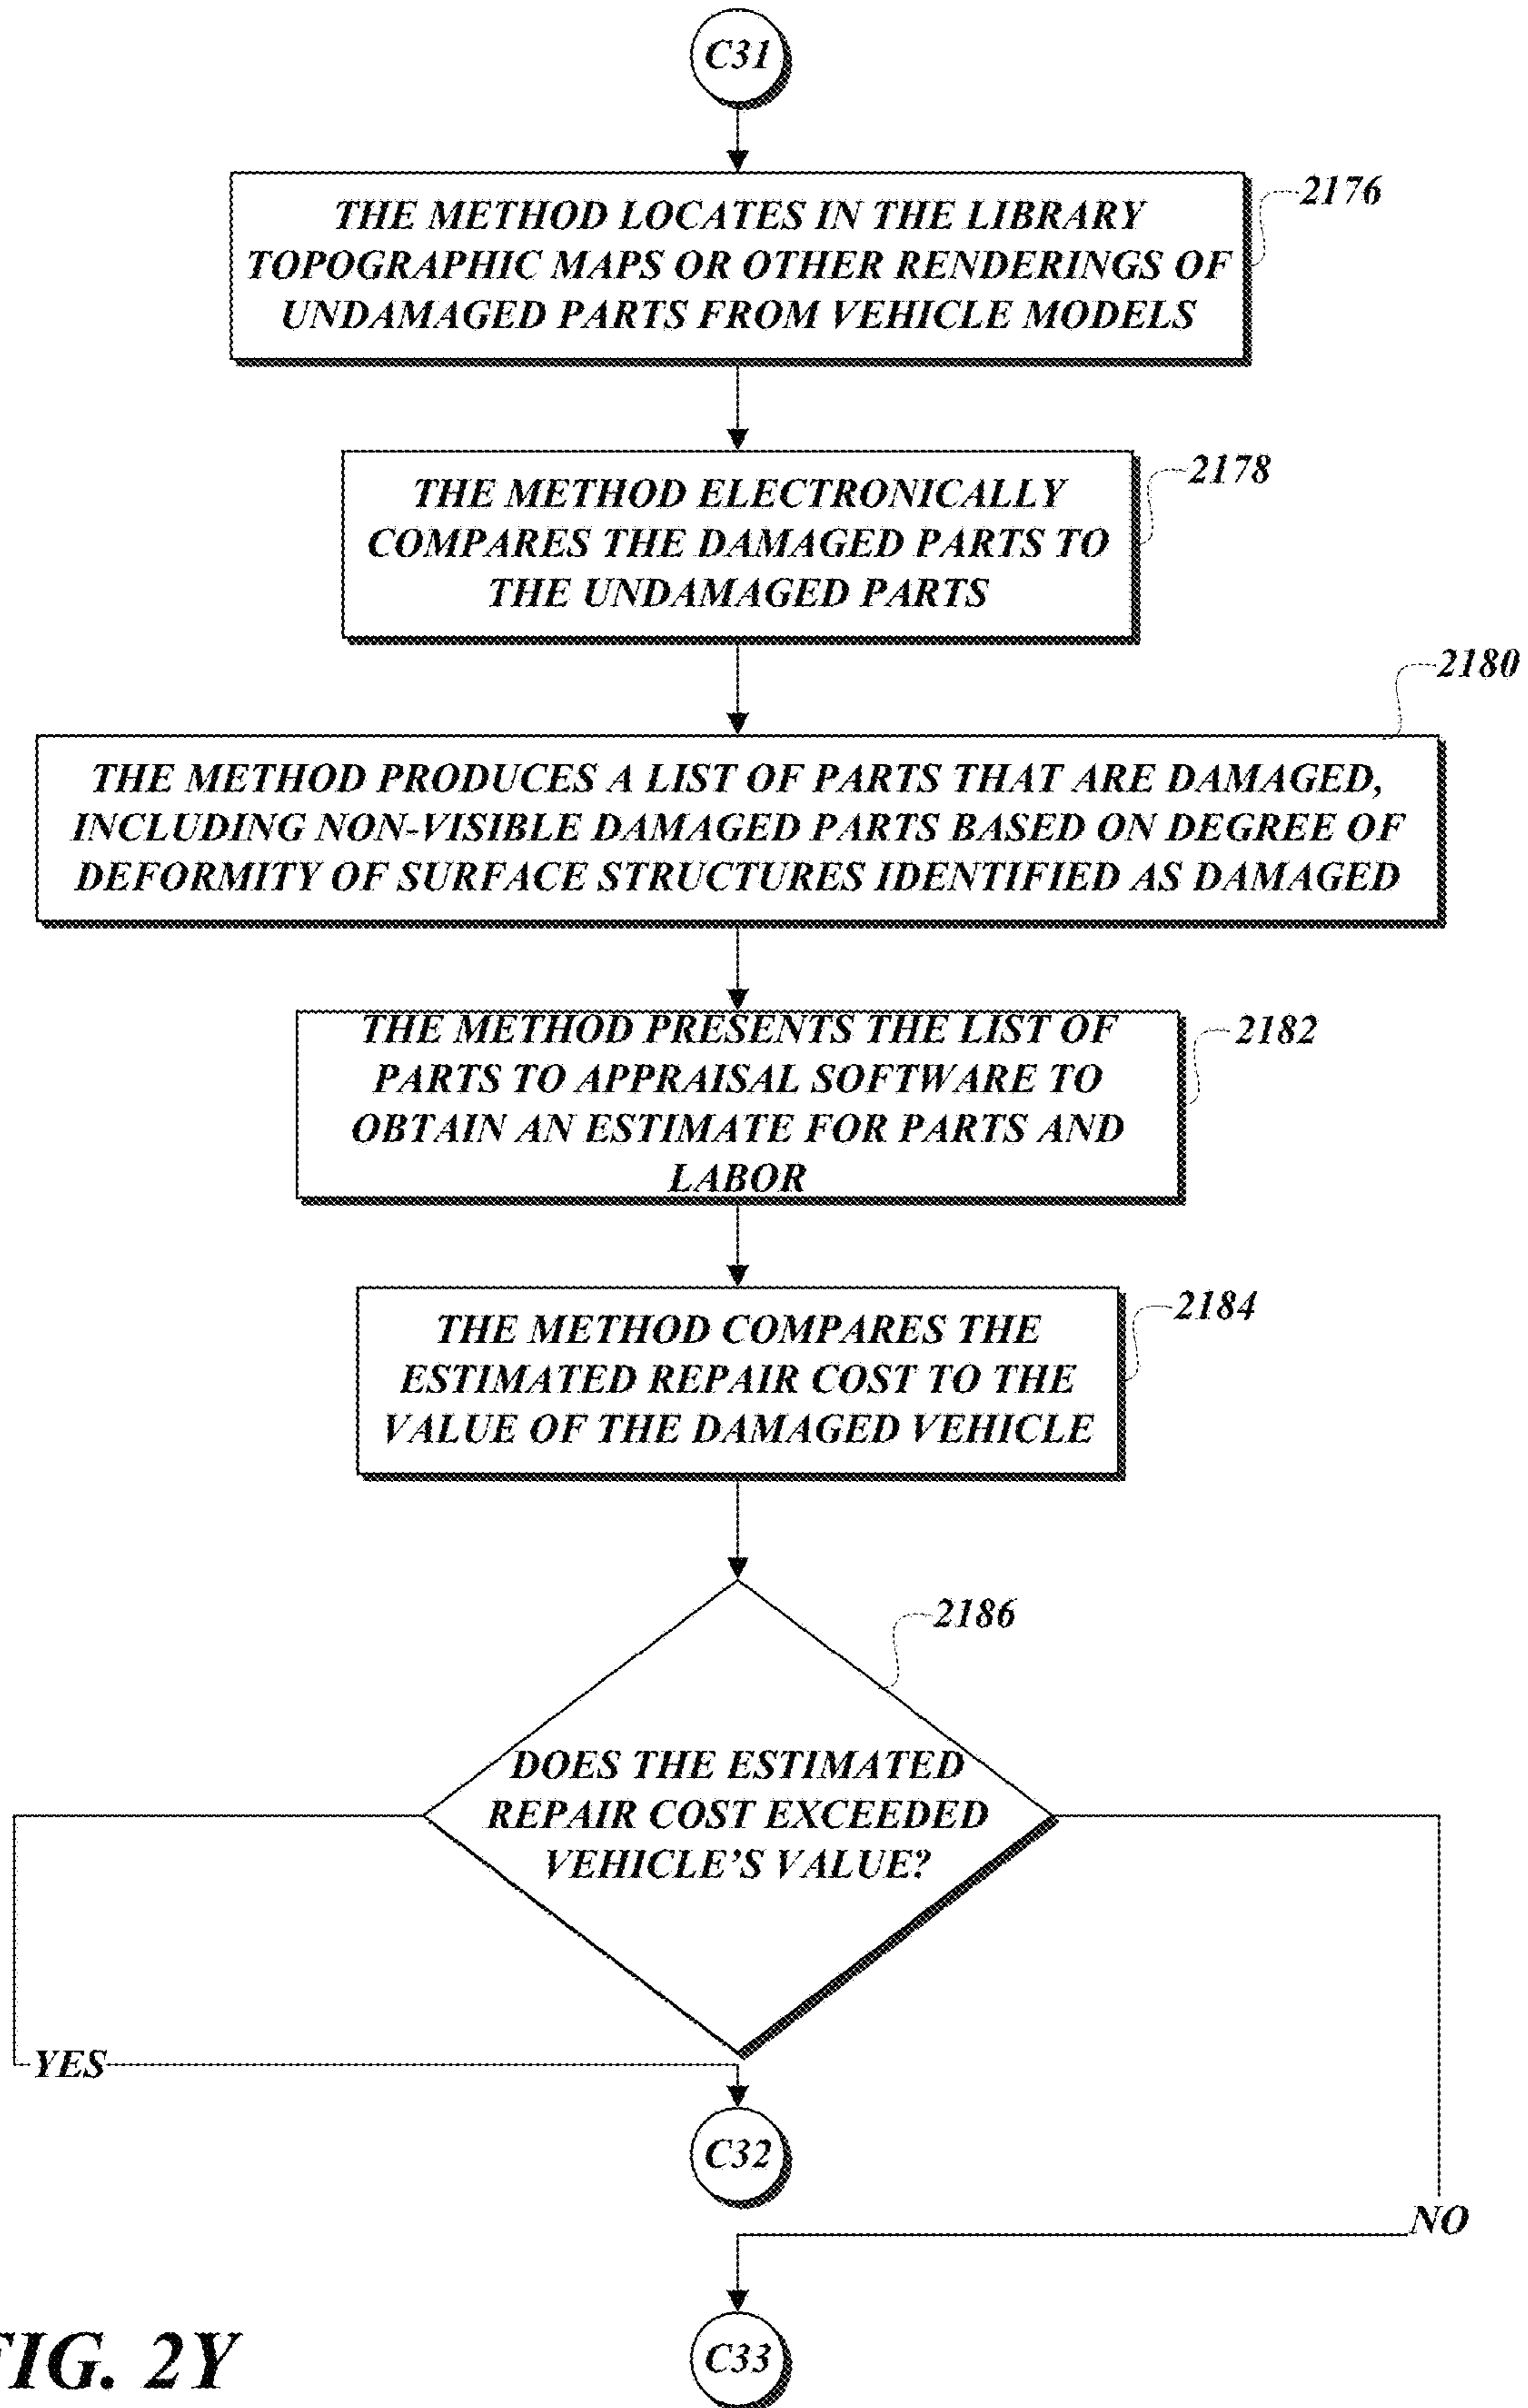 C31
2176
THE METHOD LOCATES IN THE LIBRARY
TOPOGRAPHIC MAPS OR OTHER RENDERINGS OF
UNDAMAGED PARTS FROM VEHICLE MODELS
2178
THE METHOD ELECTRONICALLY
COMPARES THE DAMAGED PARTS TO
THE UNDAMAGED PARTS
2180
THE METHOD PRODUCES A LIST OF PARTS THAT ARE DAMAGED,
INCLUDING NON-VISIBLE DAMAGED PARTS BASED ON DEGREE OF
DEFORMITY OF SURFACE STRUCTURES IDENTIFIED AS DAMAGED
2182
THE METHOD PRESENTS THE LIST OF
PARTS TO APPRAISAL SOFTWARE TO
OBTAIN AN ESTIMATE FOR PARTS AND
LABOR
2184
THE METHOD COMPARES THE
ESTIMATED REPAIR COST TO THE
VALUE OF THE DAMAGED VEHICLE
2186
DOES THE ESTIMATED
REPAIR COST EXCEEDED
VEHICLE'S VALUE?
YES
C32
NO
C33
FIG. 2Y